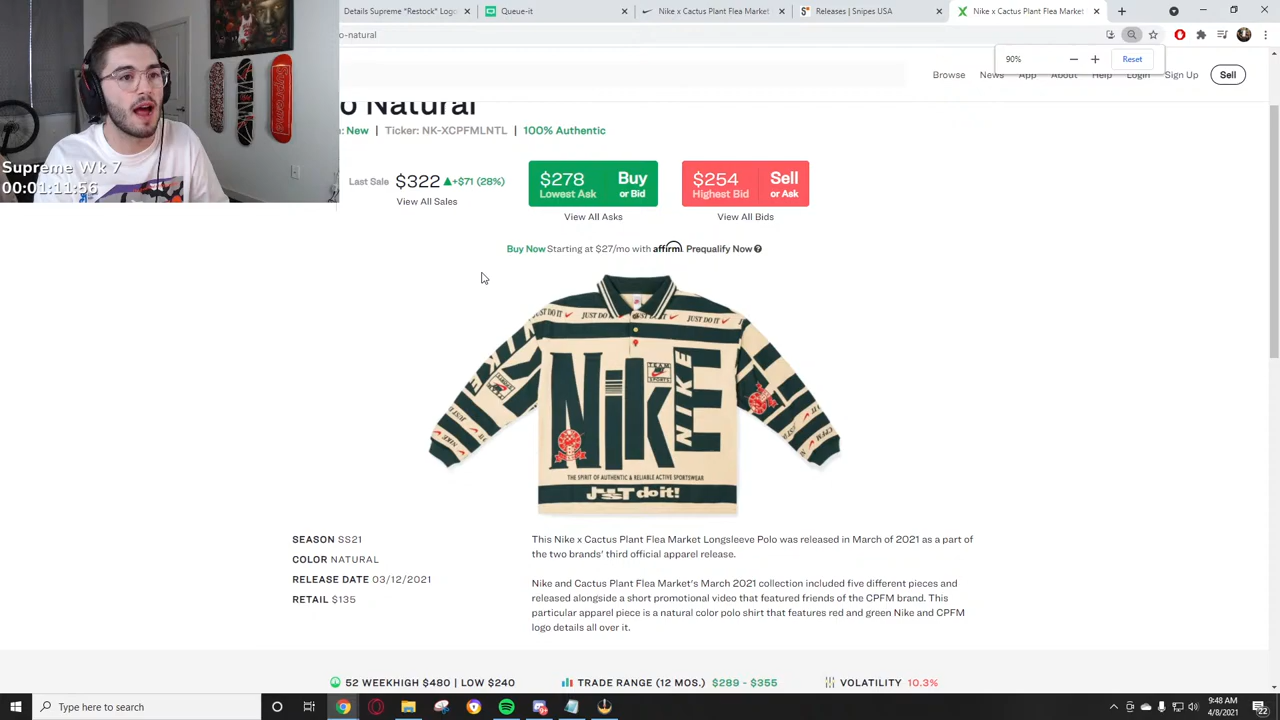 Details Supreme "Restock" Logo
Queue-it
Nike x Cactus Plant Flea Market
Releases | Snipes USA
Nike x Cactus Plant Flea Market
o-natural
90%
Reset
Browse
News
App
About
Help
Login
Sign Up
Sell
o Natural
New | Ticker: NK-XCPFMLNTL | 100% Authentic
Supreme Wk 7
00:01:11:56
Last Sale $322 +$71 (28%)
View All Sales
$278 Buy
Lowest Ask or Bid
View All Asks
$254 Sell
Highest Bid or Ask
View All Bids
Buy Now Starting at $27/mo with affirm. Prequalify Now
JUST DO IT JUST DO IT
NIKE
TEAM
SPORTS
NIKE
THE SPIRIT OF AUTHENTIC & RELIABLE ACTIVE SPORTSWEAR
JUST do it!
SEASON SS21
COLOR NATURAL
RELEASE DATE 03/12/2021
RETAIL $135
This Nike x Cactus Plant Flea Market Longsleeve Polo was released in March of 2021 as a part of
the two brands' third official apparel release.
Nike and Cactus Plant Flea Market's March 2021 collection included five different pieces and
released alongside a short promotional video that featured friends of the CPFM brand. This
particular apparel piece is a natural color polo shirt that features red and green Nike and CPFM
logo details all over it.
52 WEEKHIGH $480 | LOW $240
TRADE RANGE (12 MOS.) $289 - $355
VOLATILITY 10.3%
Type here to search
9:48 AM
4/8/2021